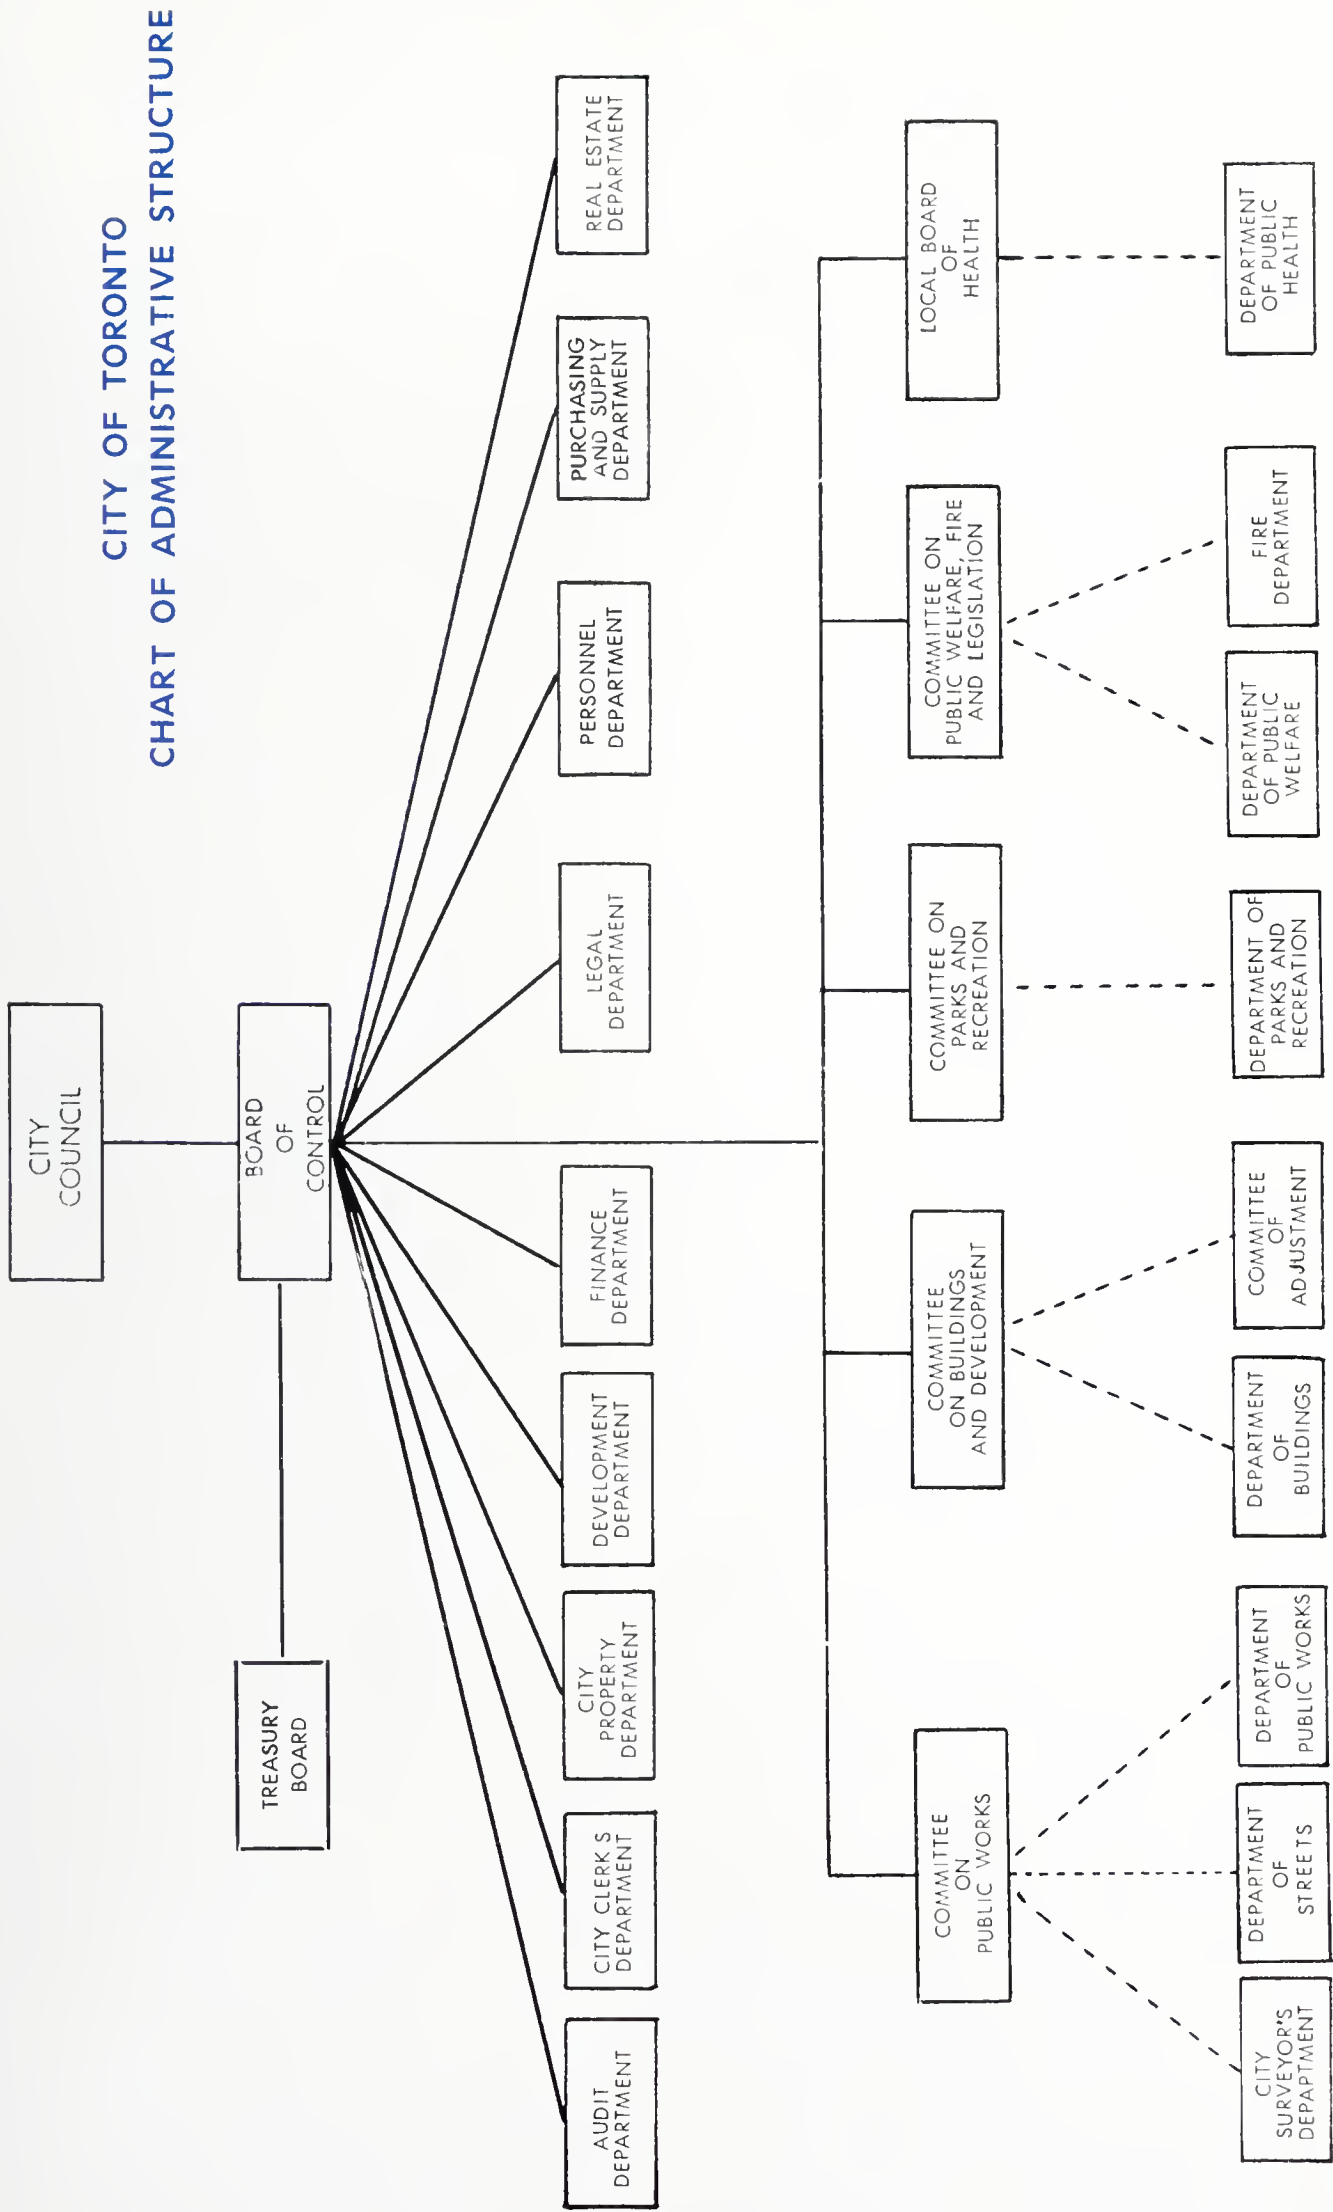 CITY OF TORONTO
CHART OF ADMINISTRATIVE STRUCTURE
CITY
COUNCIL
TREASURY
BOARD
BOARD
OF
CONTROL
AUDIT
DEPARTMENT
CITY CLERK S
DEPARTMENT
CITY
PROPERTY
DEPARTMENT
DEVELOPMENT
DEPARTMENT
FINANCE
DEPARTMENT
LEGAL
DEPARTMENT
PERSONNEL
DEPARTMENT
PURCHASING
AND SUPPLY
DEPARTMENT
REAL ESTATE
DEPARTMENT
COMMITTEE
ON
PUBLIC WORKS
COMMITTEE
ON BUILDINGS
AND DEVELOPMENT
COMMITTEE ON
PARKS AND
RECREATION
COMMITTEE ON
PUBLIC WELFARE, FIRE
AND LEGISLATION
LOCAL BOARD
OF
HEALTH
CITY
SURVEYOR'S
DEPAPTMENT
DEPARTMENT
OF
STREETS
DEPARTMENT
OF
PUBLIC WORKS
DEPARTMENT
OF
BUILDINGS
COMMITTEE
OF
ADJUSTMENT
DEPARTMENT OF
PARKS AND
RECREATION
DEPARTMENT
OF PUBLIC
WELFARE
FIRE
DEPARTMENT
DEPARTMENT
OF PUBLIC
HEALTH